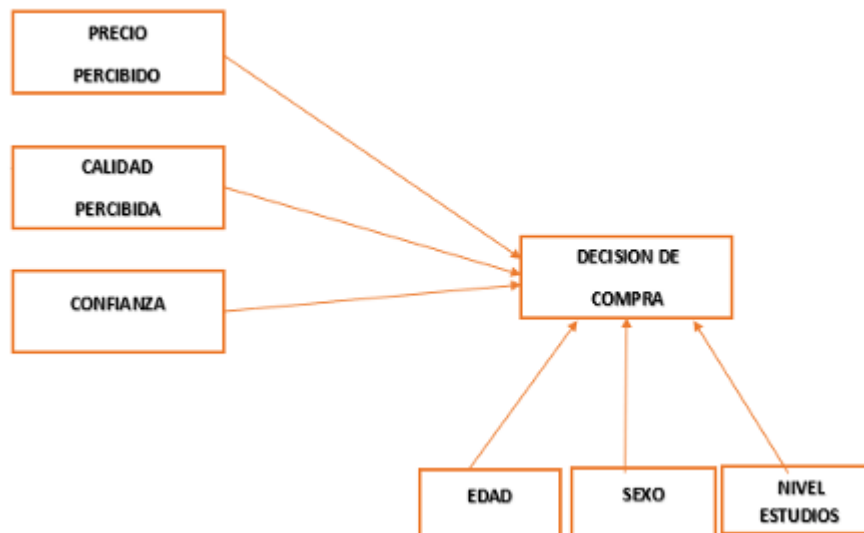 PRECIO
PERCIBIDO
CALIDAD
PERCIBIDA
CONFIANZA
DECISION DE
COMPRA
EDAD
SEXO
NIVEL
ESTUDIOS